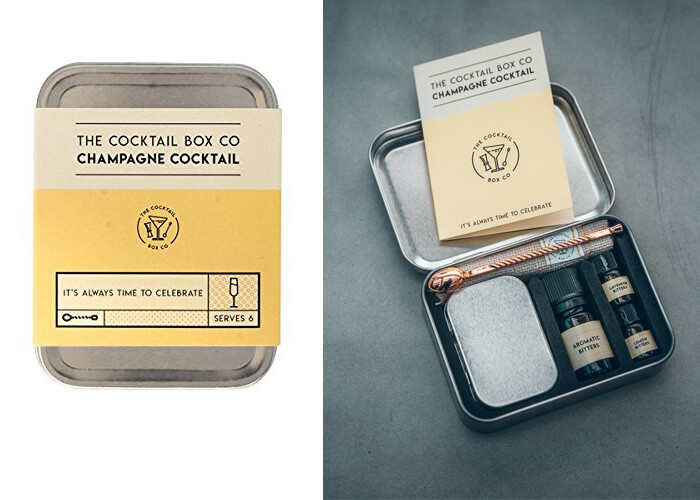 THE COCKTAIL BOX CO
CHAMPAGNE COCKTAIL
THE COCKTAIL
BOX CO
IT'S ALWAYS TIME TO CELEBRATE
SERVES 6
THE COCKTAIL BOX CO
CHAMPAGNE COCKTAIL
THE COCKTAIL
BOX CO
IT'S ALWAYS TIME TO CELEBRATE
AROMATIC
BITTERS
LAVENDER
BITTERS
LEMON
BITTERS